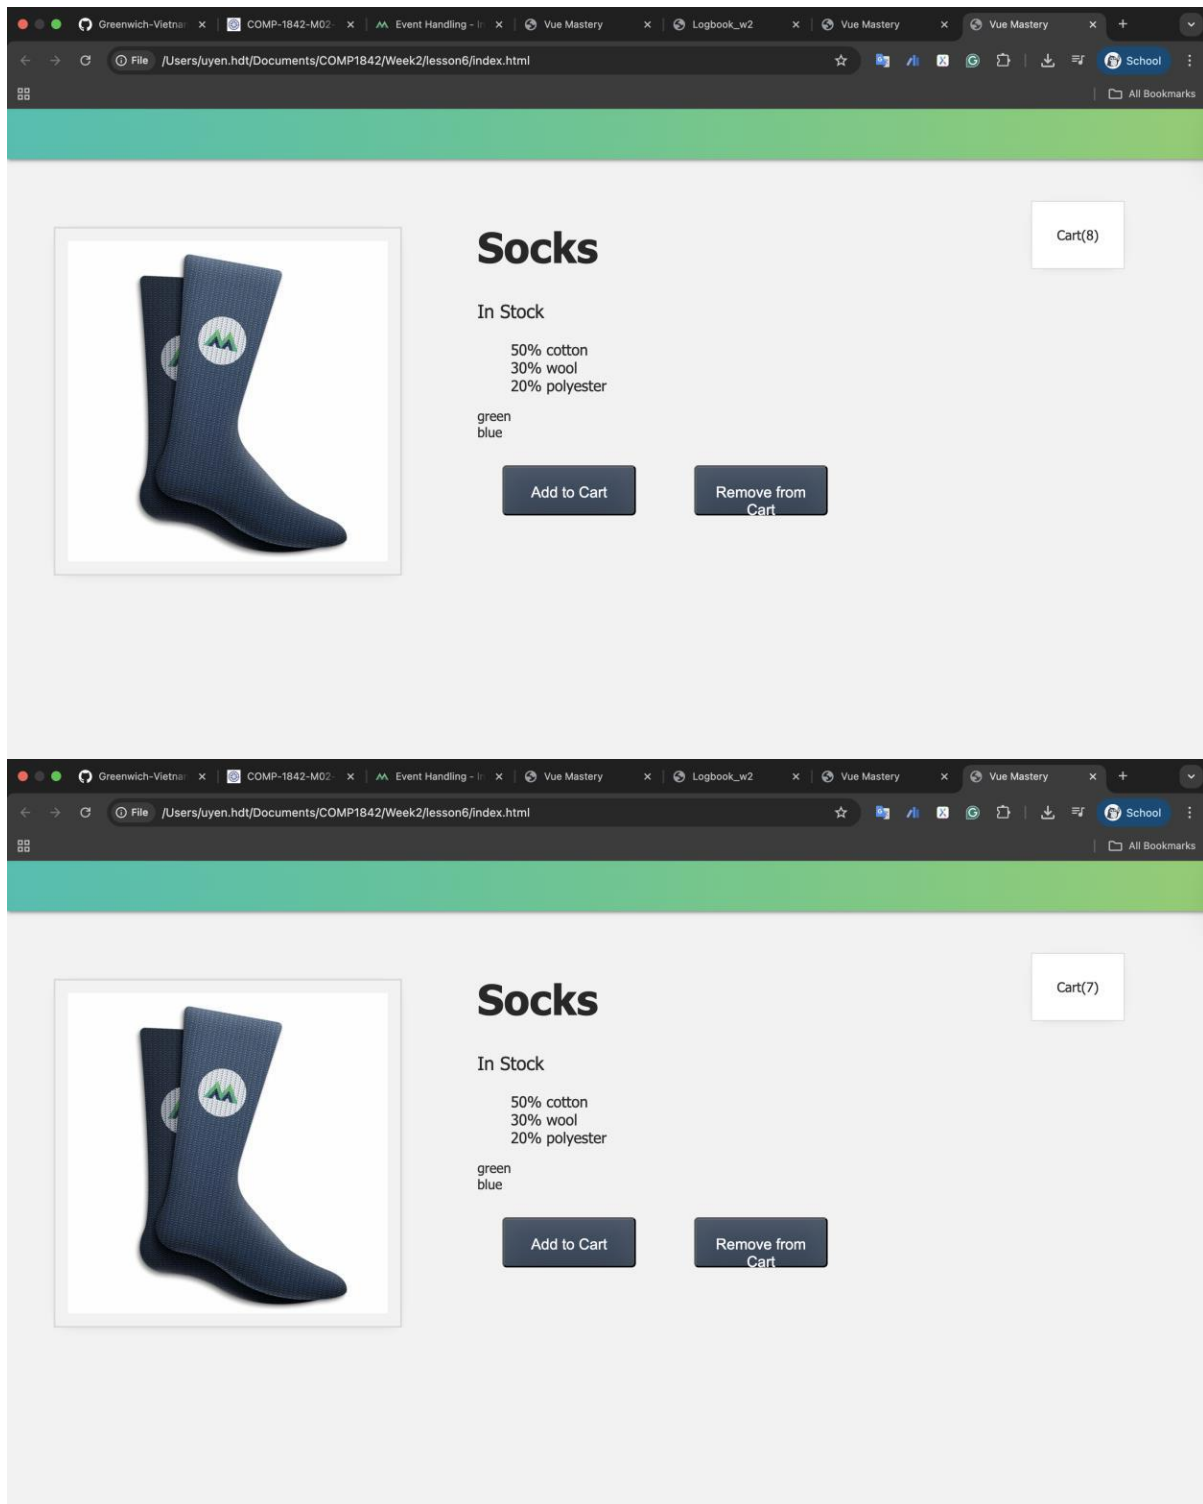 Greenwich-Vietnar
COMP-1842-M02-
Event Handling - In
Vue Mastery
Logbook_w2
Vue Mastery
Vue Mastery
File /Users/uyen.hdt/Documents/COMP1842/Week2/lesson6/index.html
School
All Bookmarks
Cart(8)
Socks
In Stock
50% cotton
30% wool
20% polyester
green
blue
Add to Cart
Remove from
Cart
Greenwich-Vietnar
COMP-1842-M02-
Event Handling - In
Vue Mastery
Logbook_w2
Vue Mastery
Vue Mastery
File /Users/uyen.hdt/Documents/COMP1842/Week2/lesson6/index.html
School
All Bookmarks
Cart(7)
Socks
In Stock
50% cotton
30% wool
20% polyester
green
blue
Add to Cart
Remove from
Cart